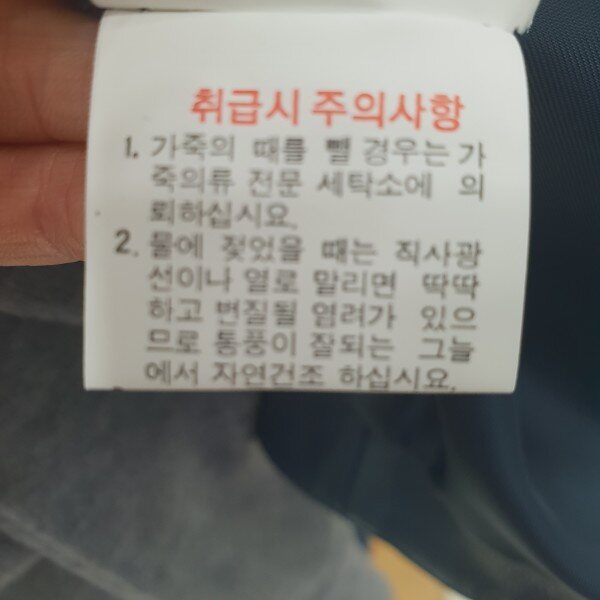 취급시 주의사항
1. 가죽의 때를 뺄 경우는 가
죽의류 전문 세탁소에 의
뢰하십시요.
2. 물에 젖었을 때는 직사광
선이나 열로 말리면 딱딱
하고 변질될 염려가 있으
므로 통풍이 잘되는 그늘
에서 자연건조 하십시요.